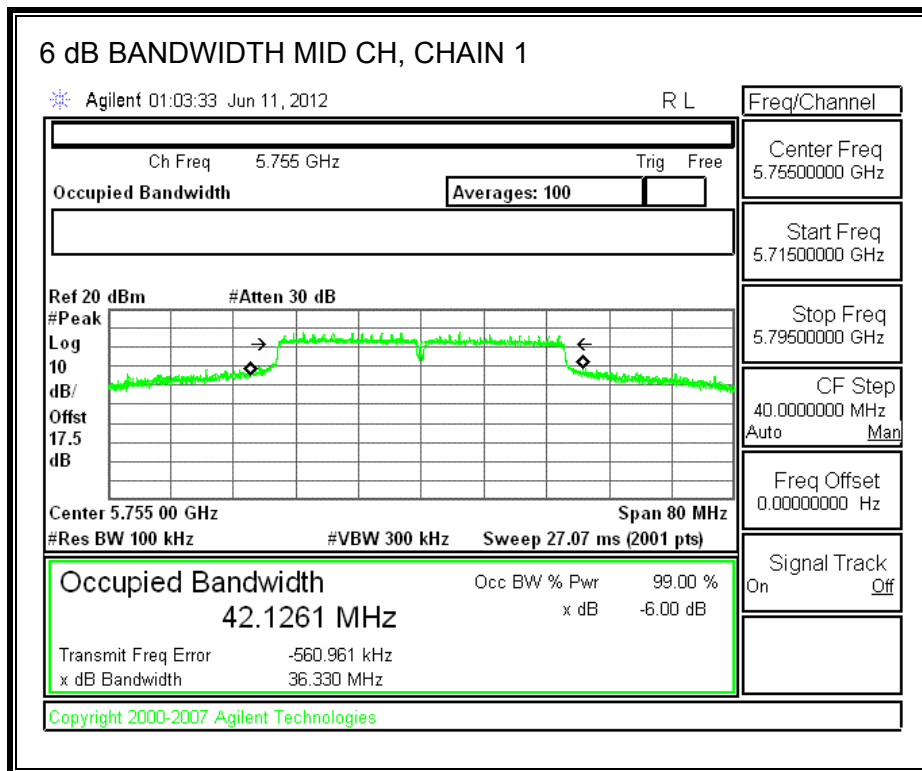 6 dB BANDWIDTH MID CH, CHAIN 1
Agilent 01:03:33 Jun 11, 2012 R L
Freq/Channel
Ch Freq 5.755 GHz Trig Free
Occupied Bandwidth Averages: 100
Center Freq
5.75500000 GHz
Start Freq
5.71500000 GHz
Stop Freq
5.79500000 GHz
CF Step
40.0000000 MHz
Auto Man
Freq Offset
0.00000000 Hz
Signal Track
On Off
Ref 20 dBm #Atten 30 dB
#Peak
Log
10
dB/
Offst
17.5
dB
Center 5.755 00 GHz Span 80 MHz
#Res BW 100 kHz #VBW 300 kHz Sweep 27.07 ms (2001 pts)
Occupied Bandwidth Occ BW % Pwr 99.00 %
42.1261 MHz x dB -6.00 dB
Transmit Freq Error -560.961 kHz
x dB Bandwidth 36.330 MHz
Copyright 2000-2007 Agilent Technologies